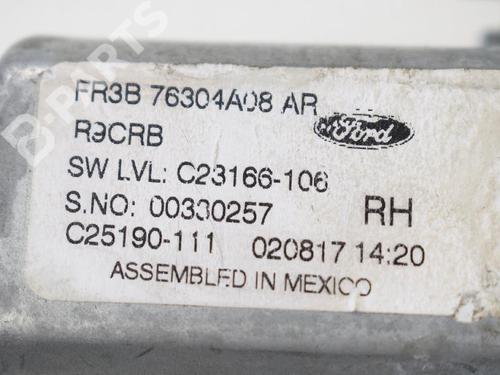 FR3B 76304A08 AR
Ford
R9CRB
SW LVL: C23166-106
S.NO: 00330257 RH
C25190-111 020817 14:20
ASSEMBLED IN MEXICO
B-PARTS